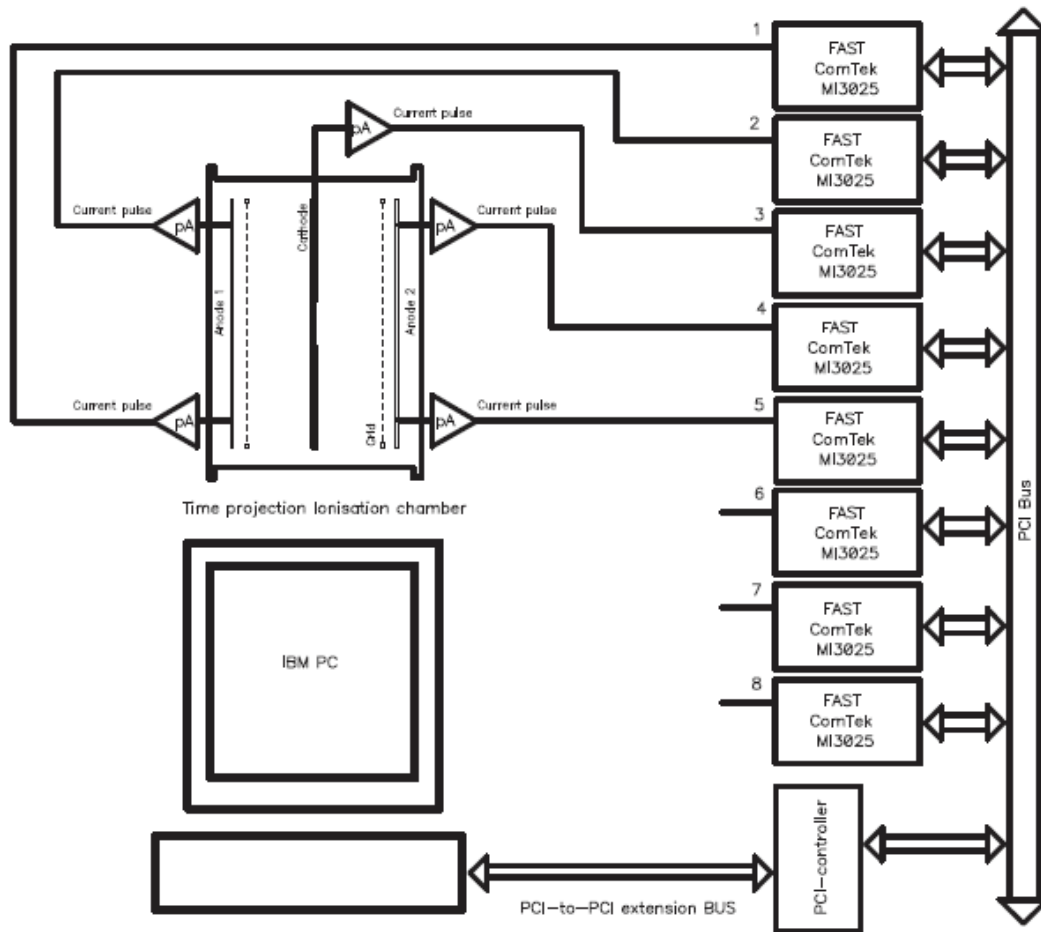 1
FAST
ComTek
MI3025
2
FAST
ComTek
MI3025
pA
Current pulse
3
FAST
ComTek
MI3025
Current pulse
pA
Cathode
pA
Current pulse
Anode 1
Anode 2
4
FAST
ComTek
MI3025
Current pulse
pA
Grid
pA
Current pulse
5
FAST
ComTek
MI3025
Time projection Ionisation chamber
6
FAST
ComTek
MI3025
PCI Bus
7
FAST
ComTek
MI3025
IBM PC
8
FAST
ComTek
MI3025
PCI-controller
PCI-to-PCI extension BUS